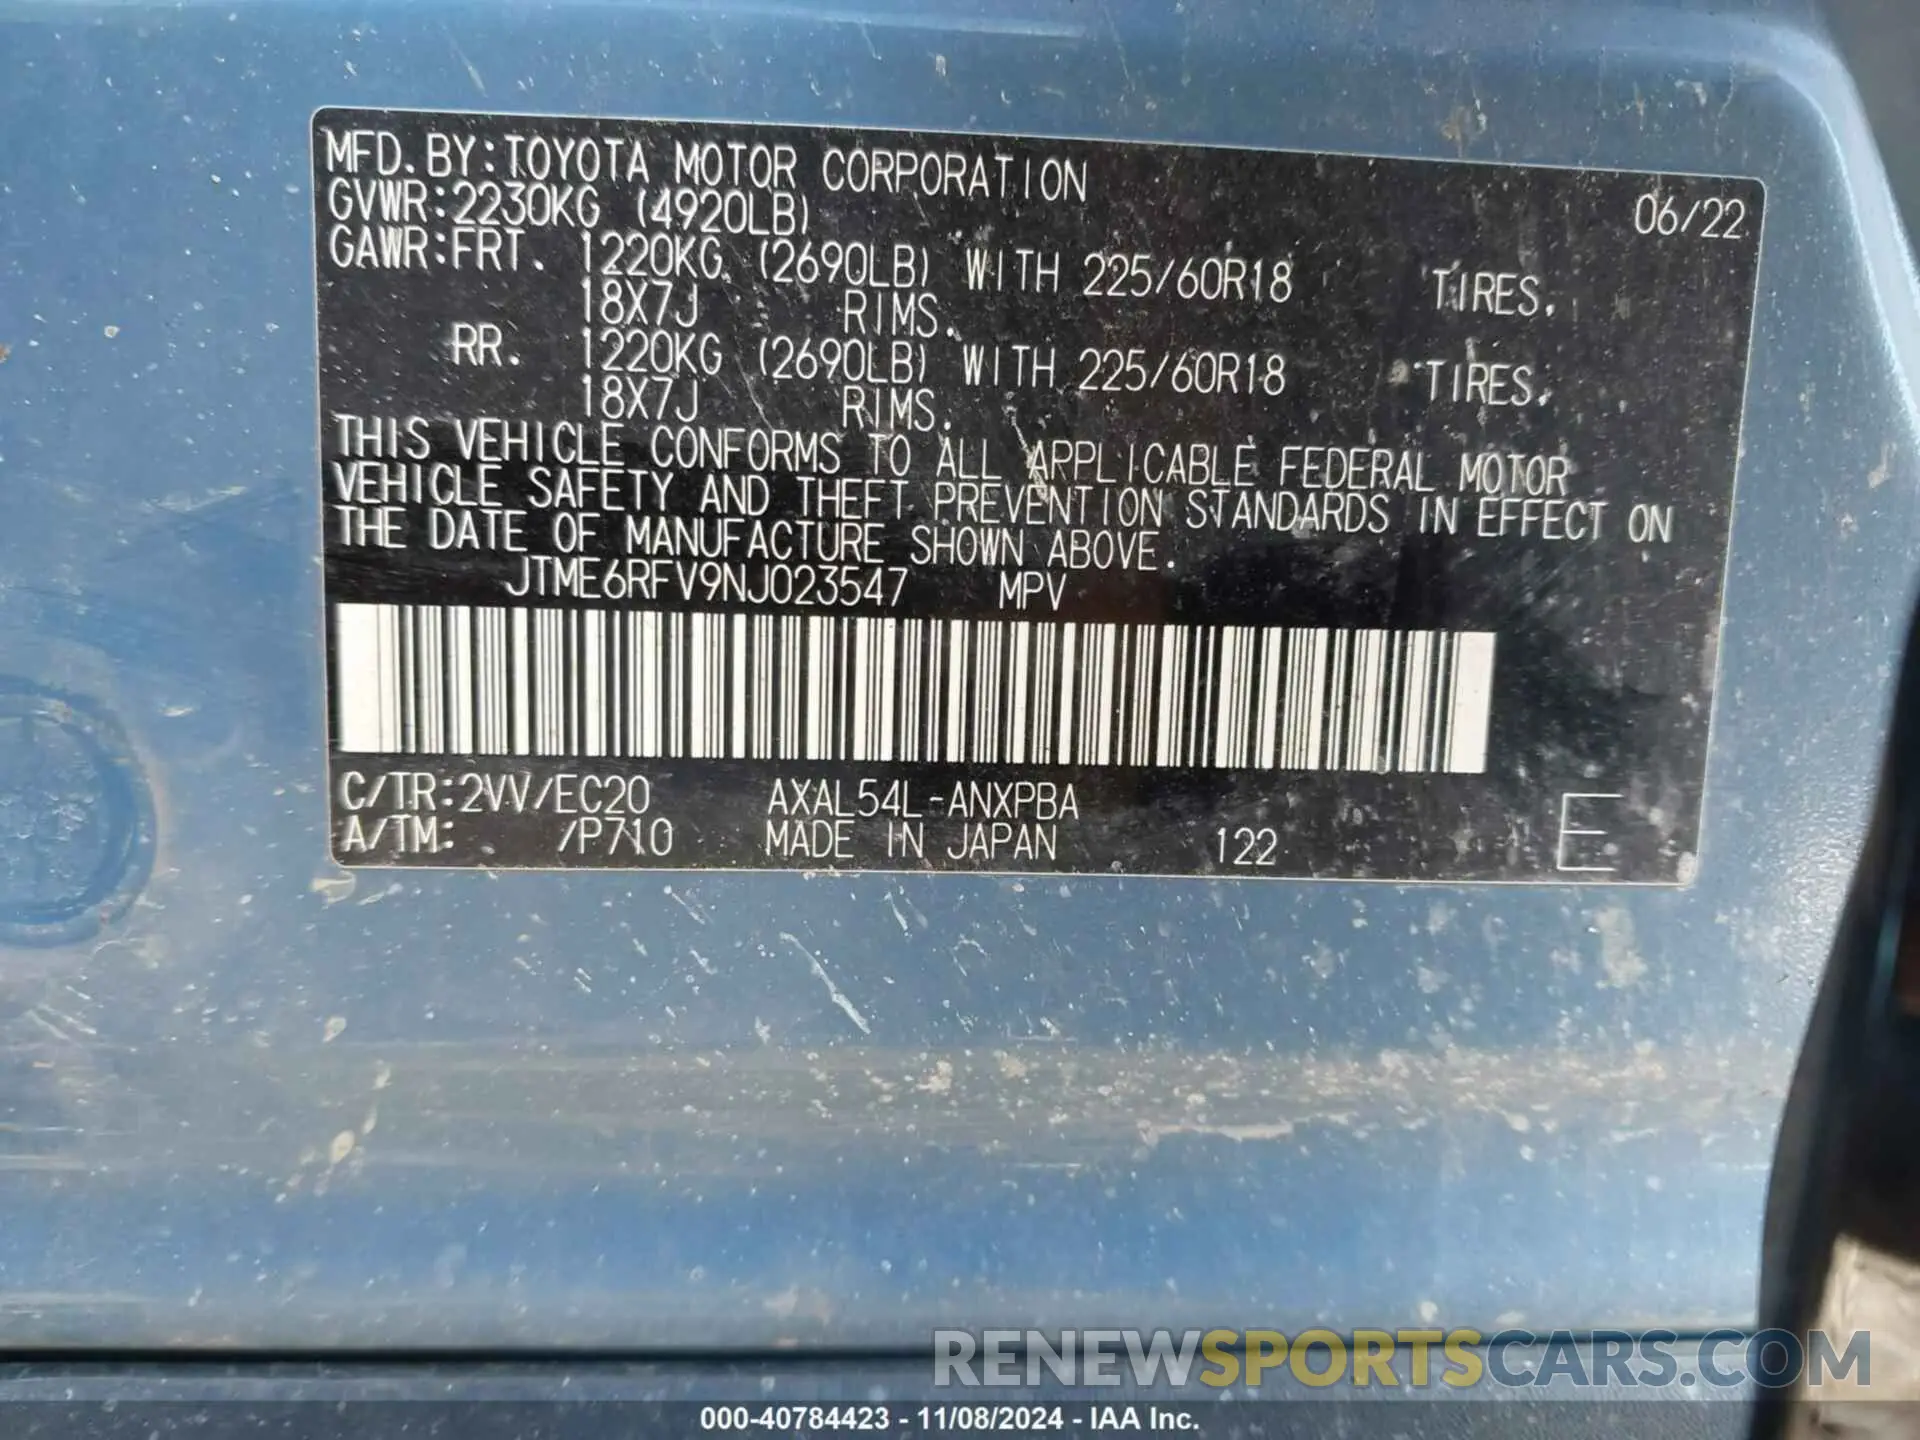 MFD. BY: TOYOTA MOTOR CORPORATION 06/22
GVWR: 2230KG (4920LB)
GAWR: FRT. 1220KG (2690LB) WITH 225/60R18 TIRES.
18X7J RIMS.
RR. 1220KG (2690LB) WITH 225/60R18 TIRES.
18X7J RIMS.
THIS VEHICLE CONFORMS TO ALL APPLICABLE FEDERAL MOTOR
VEHICLE SAFETY AND THEFT PREVENTION STANDARDS IN EFFECT ON
THE DATE OF MANUFACTURE SHOWN ABOVE.
JTME6RFV9NJ023547 MPV
C/TR: 2VV/EC20 AXAL54L-ANXPBA
A/TM: /P710 MADE IN JAPAN 122 E
RENEWSPORTSCARS.COM
000-40784423 - 11/08/2024 - IAA Inc.